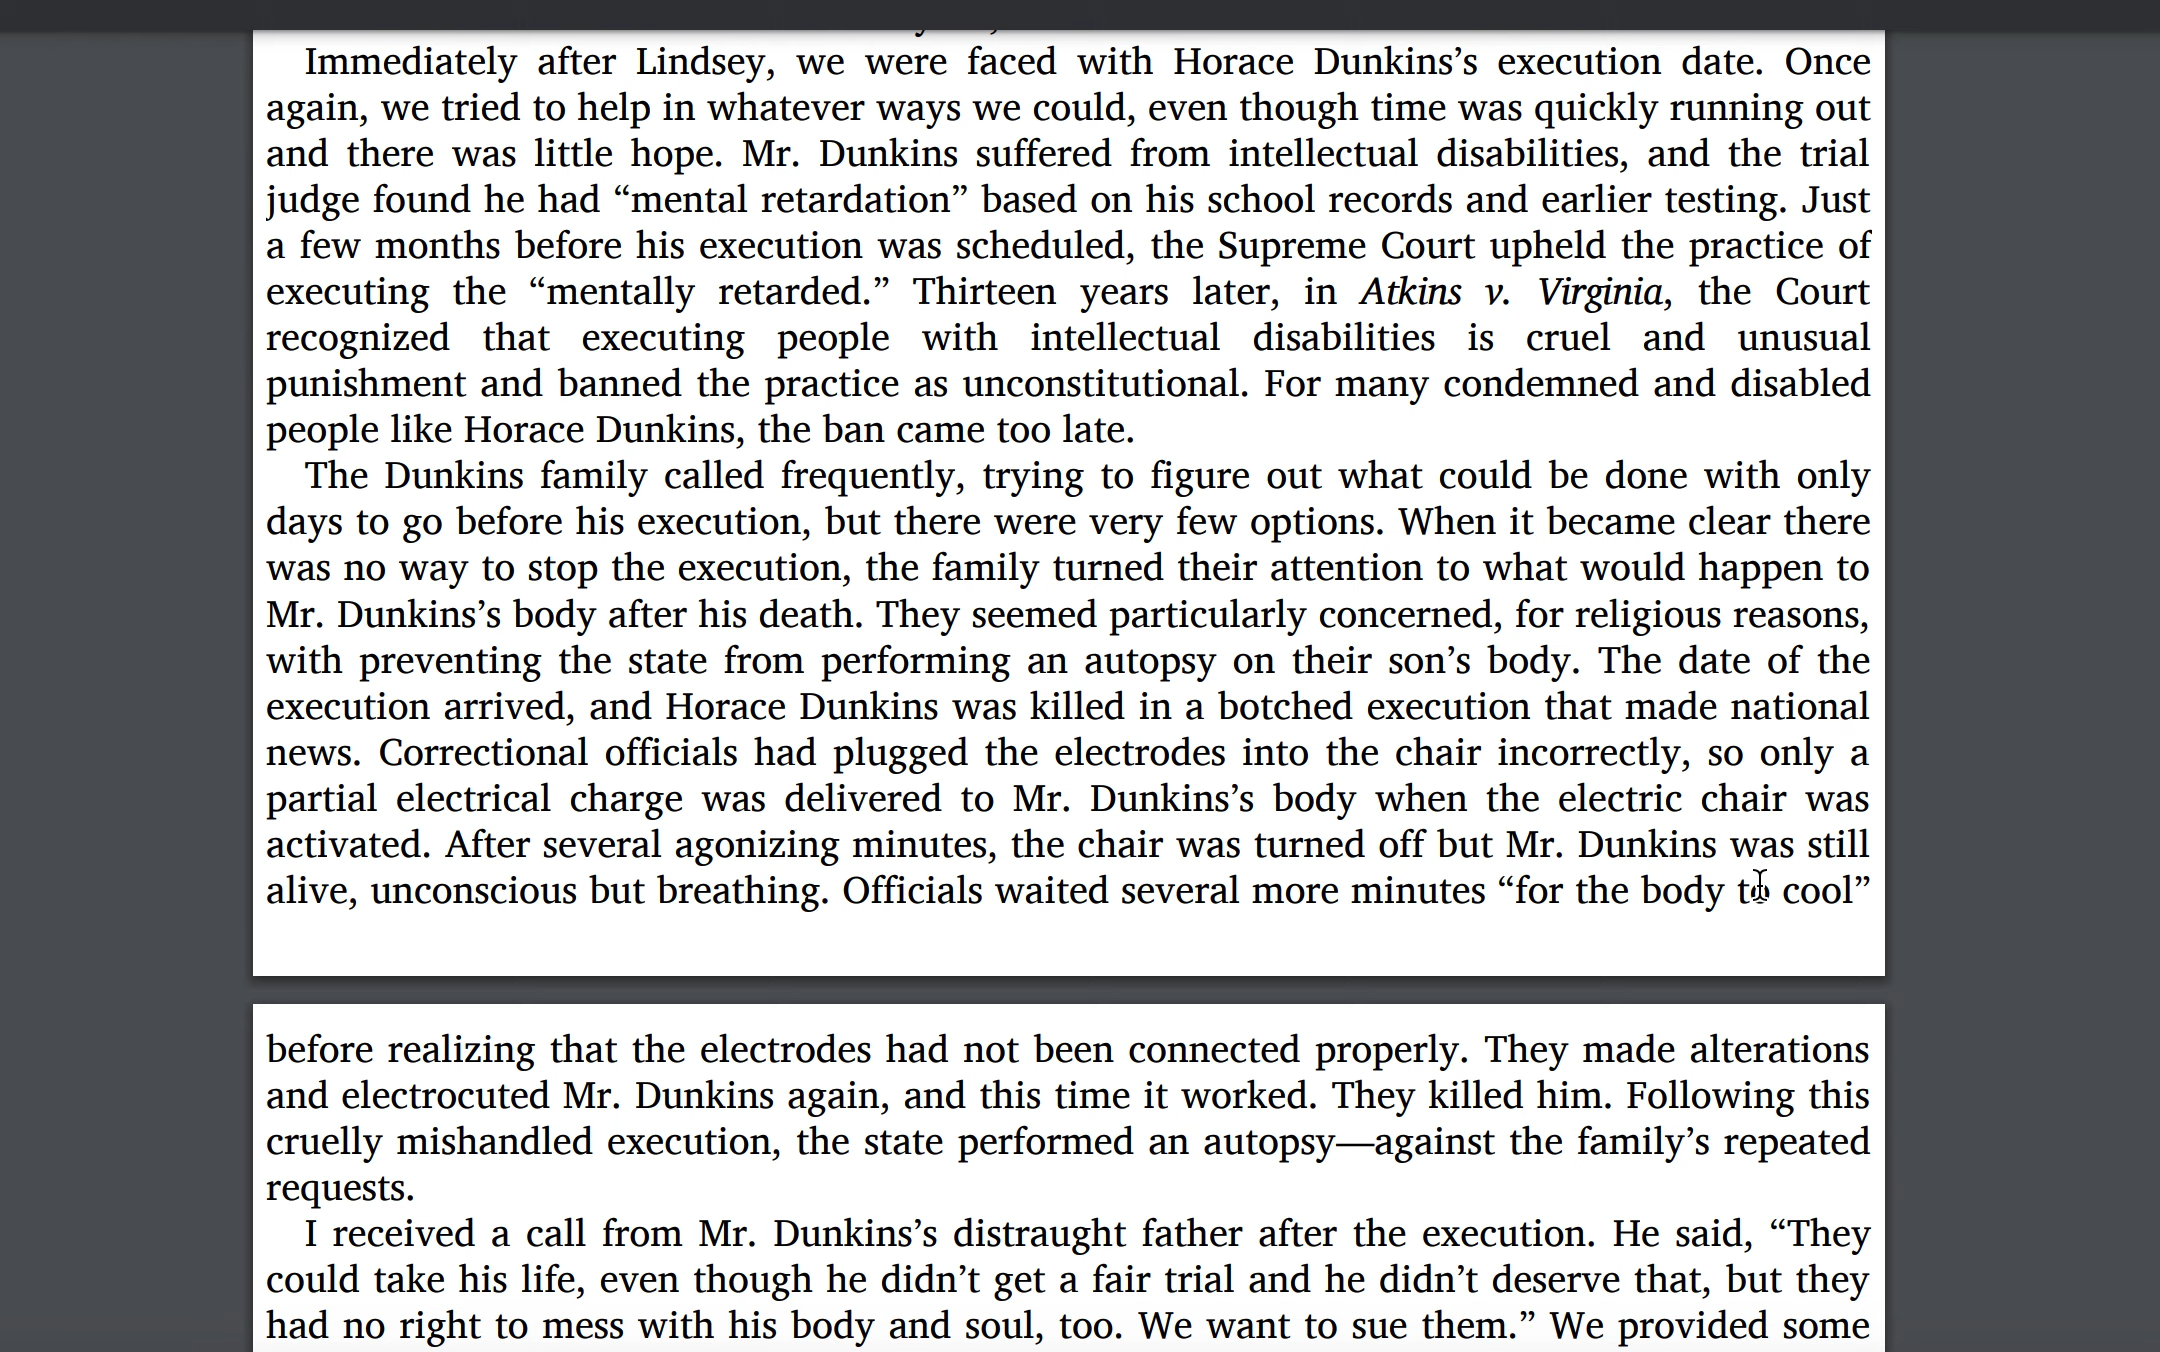 Immediately after Lindsey, we were faced with Horace Dunkins’s execution date. Once
again, we tried to help in whatever ways we could, even though time was quickly running out
and there was little hope. Mr. Dunkins suffered from intellectual disabilities, and the trial
judge found he had “mental retardation” based on his school records and earlier testing. Just
a few months before his execution was scheduled, the Supreme Court upheld the practice of
executing the “mentally retarded.” Thirteen years later, in Atkins v. Virginia, the Court
recognized that executing people with intellectual disabilities is cruel and unusual
punishment and banned the practice as unconstitutional. For many condemned and disabled
people like Horace Dunkins, the ban came too late.
The Dunkins family called frequently, trying to figure out what could be done with only
days to go before his execution, but there were very few options. When it became clear there
was no way to stop the execution, the family turned their attention to what would happen to
Mr. Dunkins’s body after his death. They seemed particularly concerned, for religious reasons,
with preventing the state from performing an autopsy on their son’s body. The date of the
execution arrived, and Horace Dunkins was killed in a botched execution that made national
news. Correctional officials had plugged the electrodes into the chair incorrectly, so only a
partial electrical charge was delivered to Mr. Dunkins’s body when the electric chair was
activated. After several agonizing minutes, the chair was turned off but Mr. Dunkins was still
alive, unconscious but breathing. Officials waited several more minutes “for the body to cool”
before realizing that the electrodes had not been connected properly. They made alterations
and electrocuted Mr. Dunkins again, and this time it worked. They killed him. Following this
cruelly mishandled execution, the state performed an autopsy—against the family’s repeated
requests.
I received a call from Mr. Dunkins’s distraught father after the execution. He said, “They
could take his life, even though he didn’t get a fair trial and he didn’t deserve that, but they
had no right to mess with his body and soul, too. We want to sue them.” We provided some